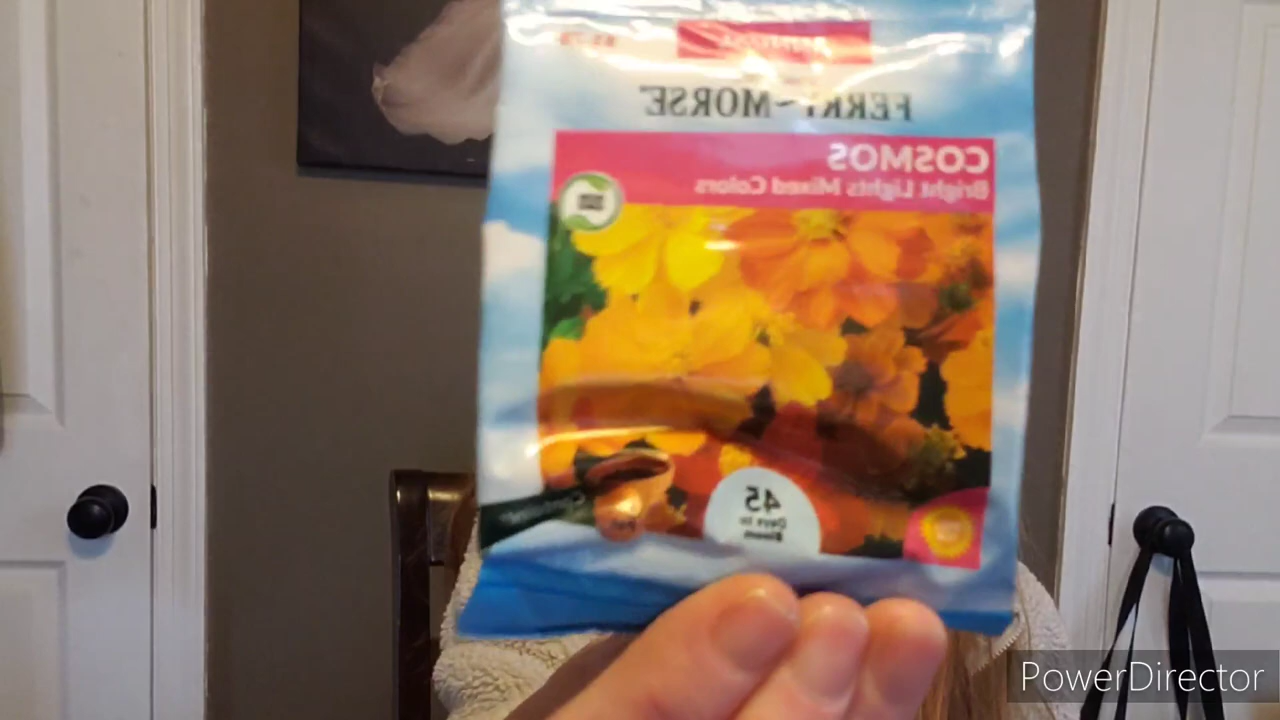 FERRY~MORSE
COSMOS
Bright Lights Mixed Colors
45
Days to
Bloom
PowerDirector